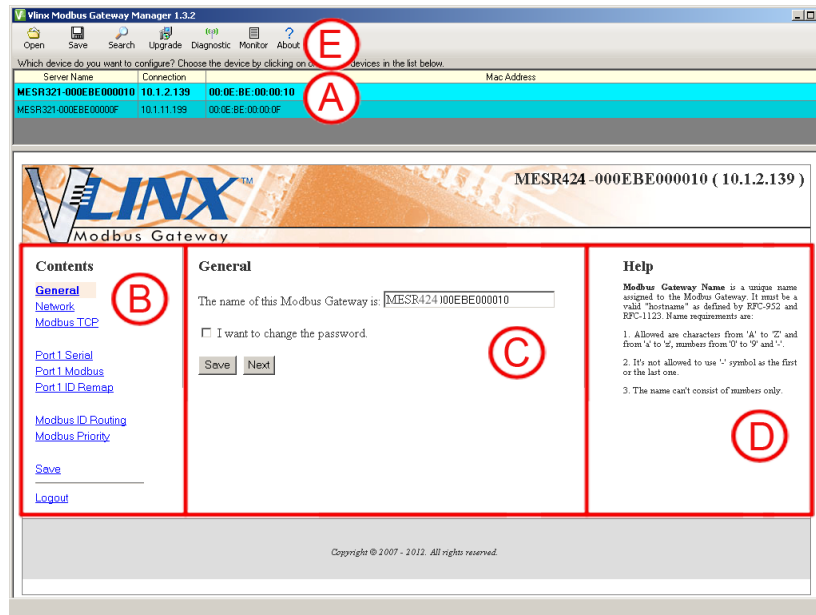 Vlinx Modbus Gateway Manager 1.3.2
Open Save Search Upgrade Diagnostic Monitor About
E
Which device do you want to configure? Choose the device by clicking on devices in the list below.
Server Name Connection Mac Address
MESR321-000EBE000010 10.1.2.139 00:0E:BE:00:00:10
MESR321-000EBE00000F 10.1.11.199 00:0E:BE:00:00:0F
A
VLINX TM
Modbus Gateway
MESR424-000EBE000010 ( 10.1.2.139 )
Contents
General
Network
Modbus TCP
Port1 Serial
Port1 Modbus
Port1 ID Remap
Modbus ID Routing
Modbus Priority
Save
Logout
B
General
The name of this Modbus Gateway is: MESR424 000EBE000010
I want to change the password.
Save Next
C
Help
Modbus Gateway Name is a unique name
assigned to the Modbus Gateway. It must be a
valid "hostname" as defined by RFC-952 and
RFC-1123. Name requirements are:
1. Allowed are characters from 'A' to 'Z' and
from 'a' to 'z', numbers from '0' to '9' and '-'.
2. It's not allowed to use '-' symbol as the first
or the last one.
3. The name can't consist of numbers only.
D
Copyright © 2007 - 2012. All rights reserved.